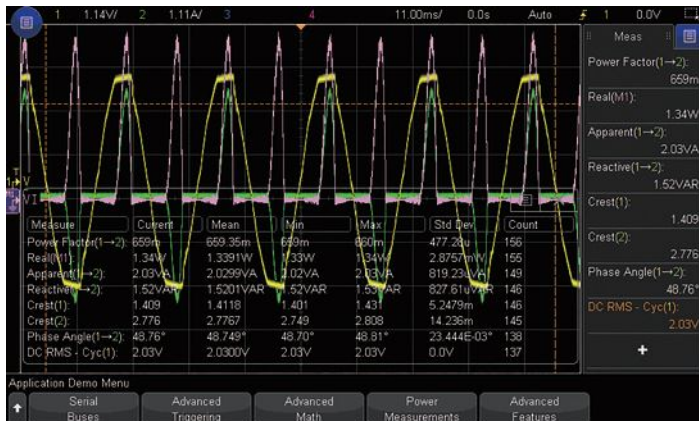 1 1.14V/ 2 1.11A/ 3 4 11.00ms/ 0.0s Auto 1 0.0V
Meas
Power Factor(1→2):
659m
Real(M1):
1.34W
Apparent(1→2):
2.03VA
Reactive(1→2):
1.52VAR
Crest(1):
1.409
Crest(2):
2.776
Phase Angle(1→2):
48.76°
DC RMS - Cyc(1):
2.03V
+
V I
Measure Current Mean Min Max Std Dev Count
Power Factor(1→2): 659m 659.35m 659m 660m 477.28u 156
Real(M1): 1.34W 1.3391W 1.33W 1.34W 2.8757mW 155
Apparent(1→2): 2.03VA 2.0299VA 2.02VA 2.03VA 819.23uVA 149
Reactive(1→2): 1.52VAR 1.5201VAR 1.52VAR 1.53VAR 827.61uVAR 146
Crest(1): 1.409 1.4118 1.401 1.431 5.2479m 146
Crest(2): 2.776 2.7767 2.749 2.808 14.236m 145
Phase Angle(1→2): 48.76° 48.749° 48.70° 48.81° 23.444E-03° 138
DC RMS - Cyc(1): 2.03V 2.0300V 2.03V 2.03V 0.0V 137
Application Demo Menu
Serial Buses
Advanced Triggering
Advanced Math
Power Measurements
Advanced Features